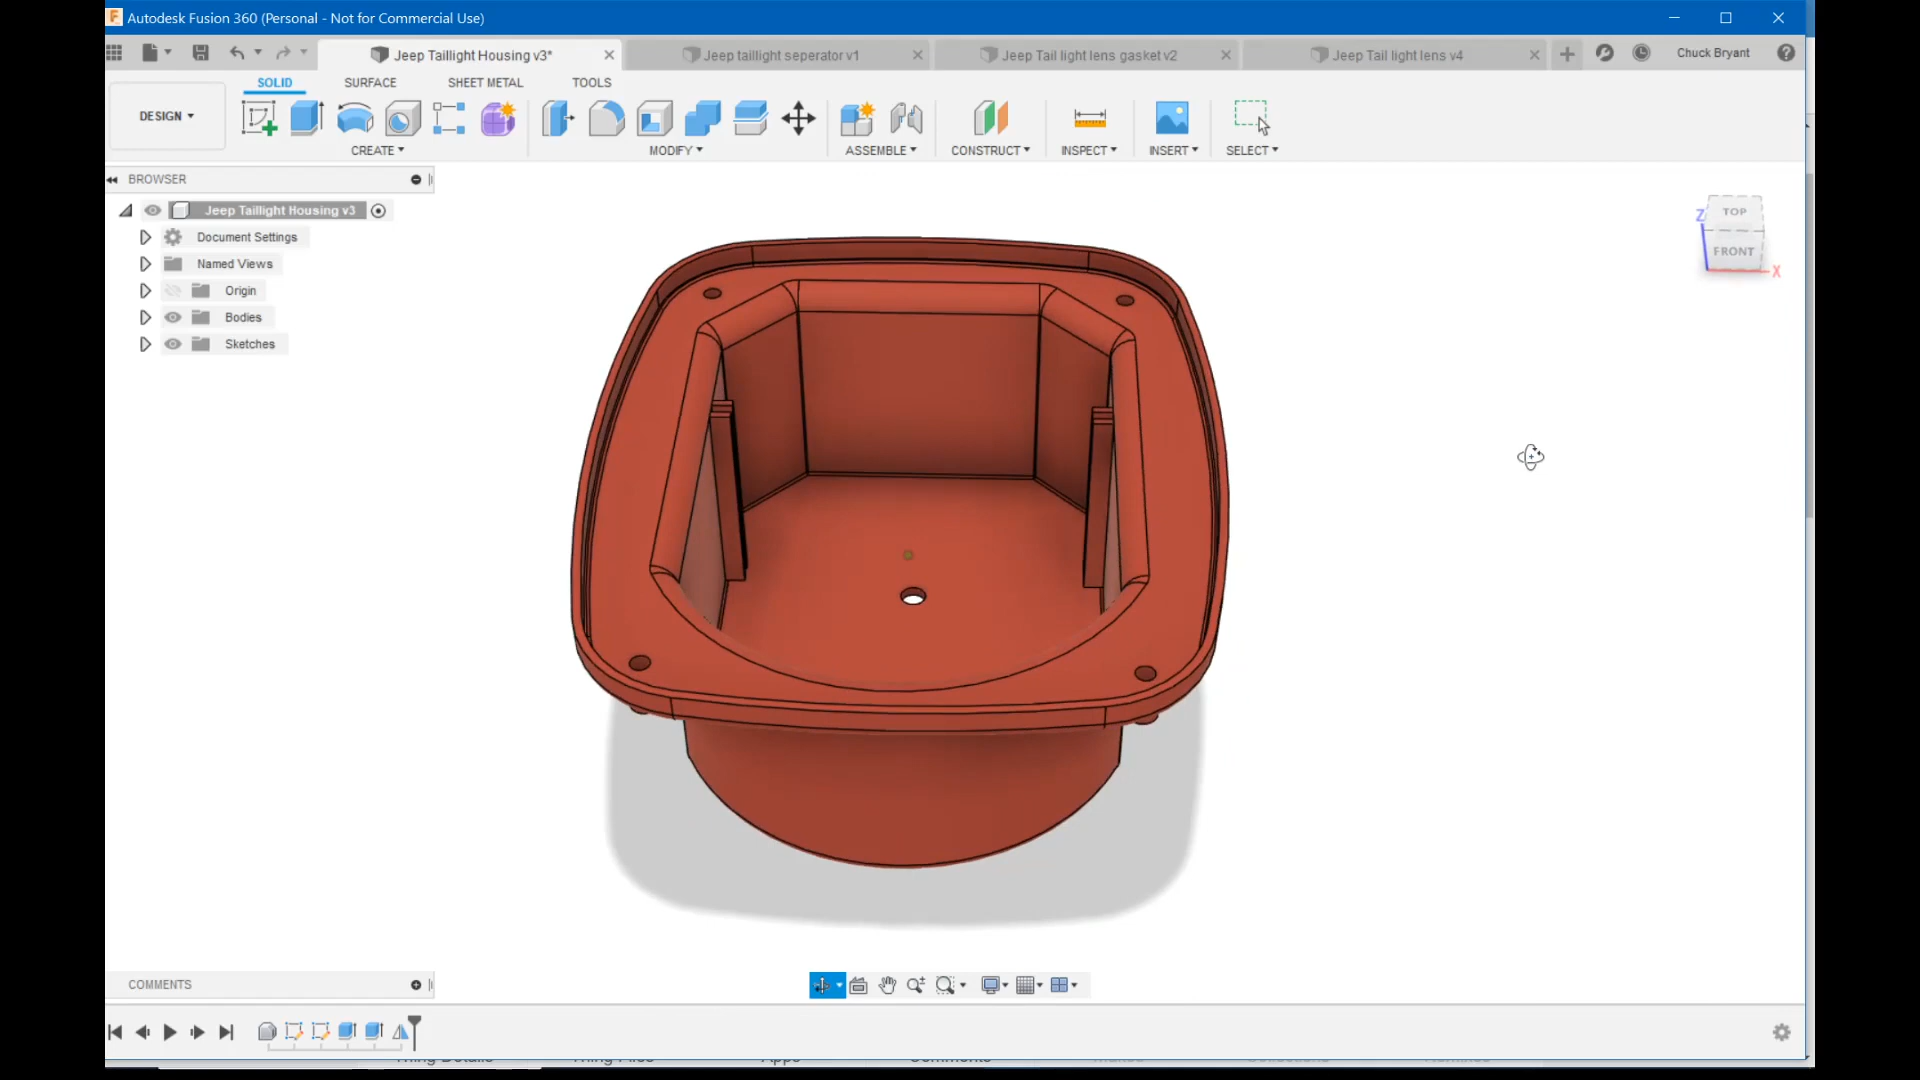 Autodesk Fusion 360 (Personal - Not for Commercial Use)
Jeep Taillight Housing v3*
Jeep taillight seperator v1
Jeep Tail light lens gasket v2
Jeep Tail light lens v4
Chuck Bryant
SOLID
SURFACE
SHEET METAL
TOOLS
DESIGN
CREATE
MODIFY
ASSEMBLE
CONSTRUCT
INSPECT
INSERT
SELECT
BROWSER
Jeep Taillight Housing v3
Document Settings
Named Views
Origin
Bodies
Sketches
TOP
Z
FRONT
X
COMMENTS